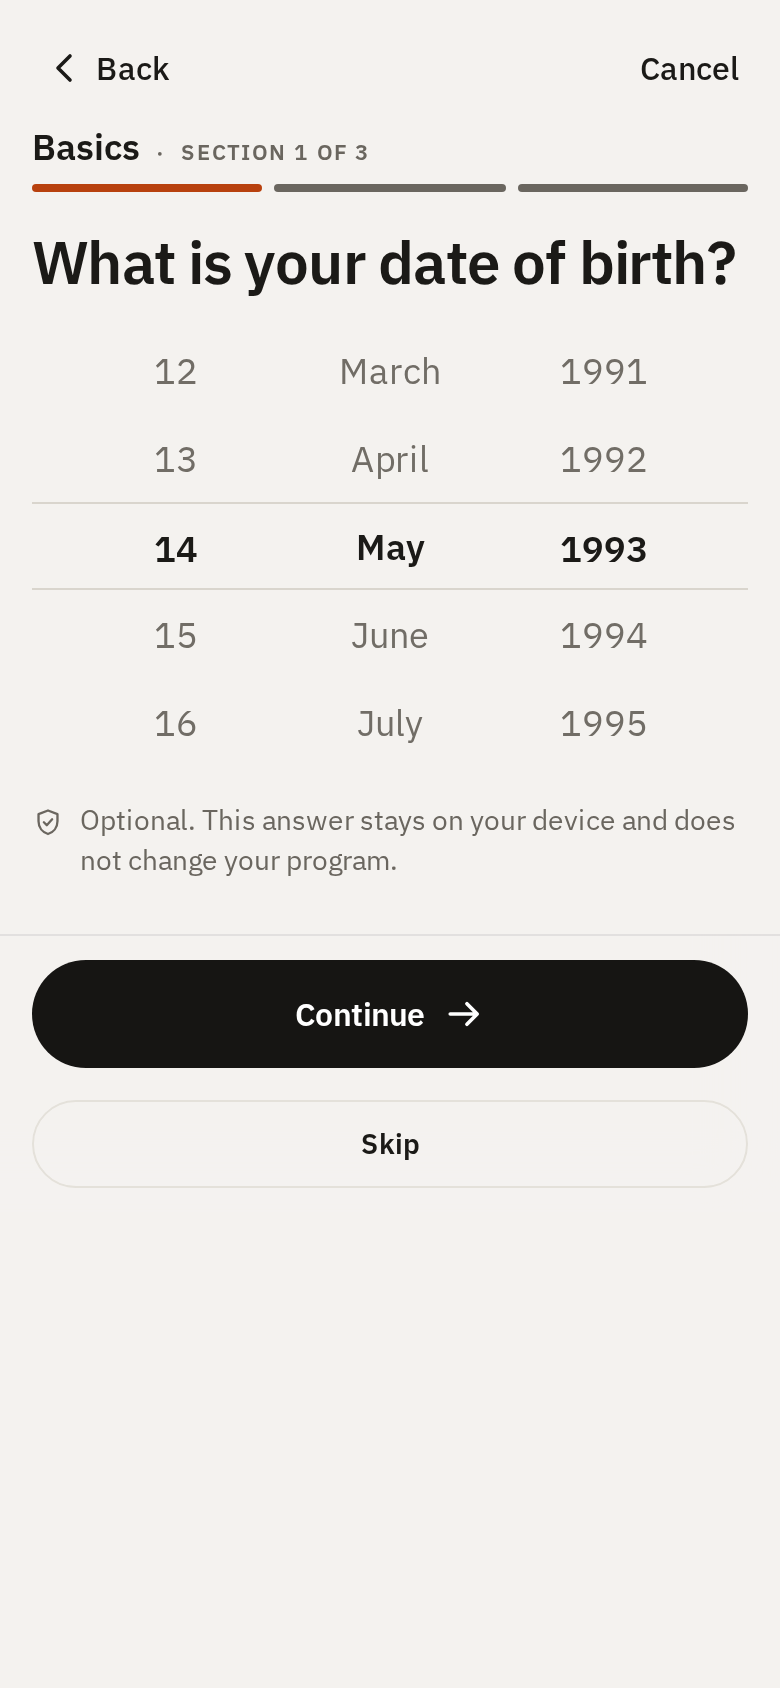 Back Cancel
Basics · SECTION 1 OF 3
What is your date of birth?
12 March 1991
13 April 1992
14 May 1993
15 June 1994
16 July 1995
Optional. This answer stays on your device and does
not change your program.
Continue →
Skip